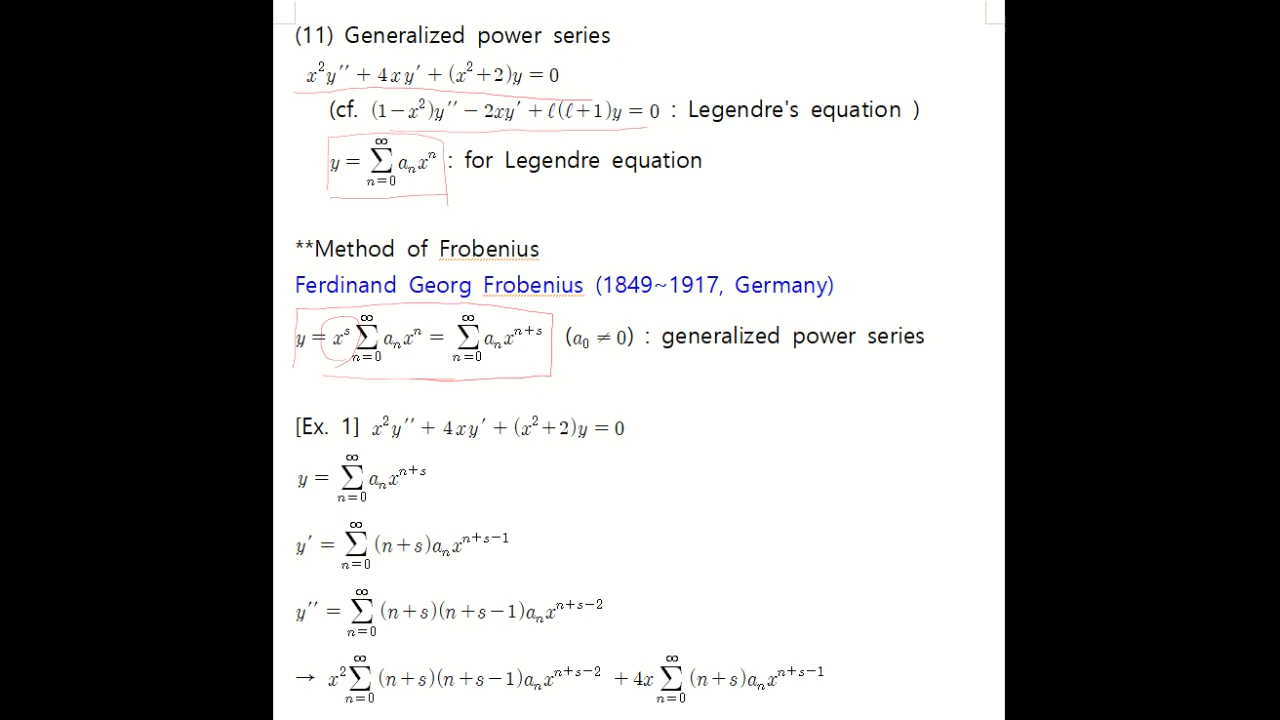 (11) Generalized power series
x²y′′ + 4xy′ + (x²+2)y = 0
(cf. (1−x²)y′′ − 2xy′ + ℓ(ℓ+1)y = 0 : Legendre's equation )
y = ∑_{n=0}^{∞} a_n x^n : for Legendre equation
**Method of Frobenius
Ferdinand Georg Frobenius (1849~1917, Germany)
y = x^s ∑_{n=0}^{∞} a_n x^n = ∑_{n=0}^{∞} a_n x^{n+s} (a_0 ≠ 0) : generalized power series
[Ex. 1] x²y′′ + 4xy′ + (x²+2)y = 0
y = ∑_{n=0}^{∞} a_n x^{n+s}
y′ = ∑_{n=0}^{∞} (n+s)a_n x^{n+s−1}
y′′ = ∑_{n=0}^{∞} (n+s)(n+s−1)a_n x^{n+s−2}
→ x² ∑_{n=0}^{∞} (n+s)(n+s−1)a_n x^{n+s−2} + 4x ∑_{n=0}^{∞} (n+s)a_n x^{n+s−1}